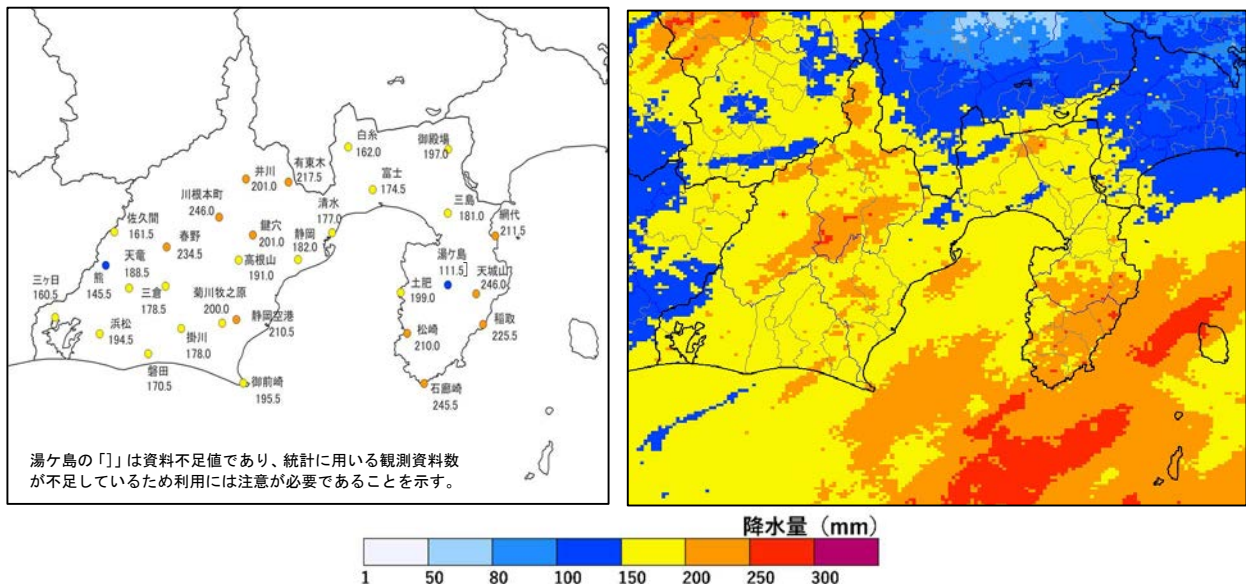 白糸
162.0
御殿場
197.0
有東木
217.5
井川
201.0
富士
174.5
川根本町
246.0
清水
177.0
三島
181.0
網代
211.5
佐久間
161.5
春野
234.5
鍵穴
201.0
静岡
182.0
天竜
188.5
高根山
191.0
湯ケ島
111.5]
天城山
246.0
熊
145.5
三ケ日
160.5
三倉
178.5
菊川牧之原
200.0
土肥
199.0
静岡空港
210.5
稲取
225.5
浜松
194.5
掛川
178.0
松崎
210.0
磐田
170.5
御前崎
195.5
石廊崎
245.5
湯ケ島の「]」は資料不足値であり、統計に用いる観測資料数
が不足しているため利用には注意が必要であることを示す。
降水量 (mm)
1 50 80 100 150 200 250 300